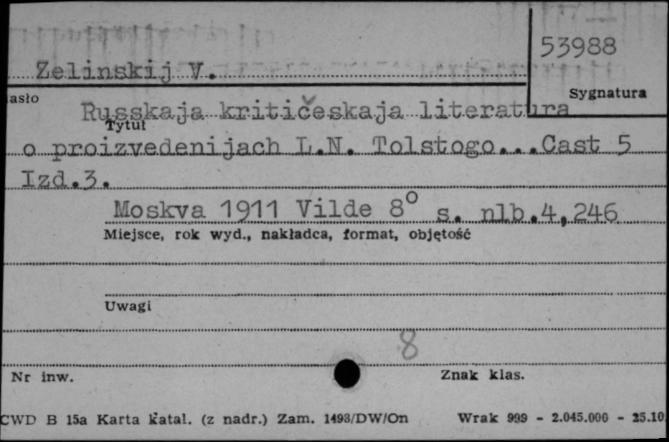 53988
Zelinskij V.
asło
Sygnatura
Russkaja kritičeskaja literatura
Tytuł
o proizvedenijach L.N. Tolstogo...Cast 5
Izd.3.
Moskva 1911 Vilde 8° s. nlb.4,246
Miejsce, rok wyd., nakładca, format, objętość
Uwagi
8
Nr inw.
Znak klas.
CWD B 15a Karta katal. (z nadr.) Zam. 1493/DW/On Wrak 999 - 2.045.000 - 25.10